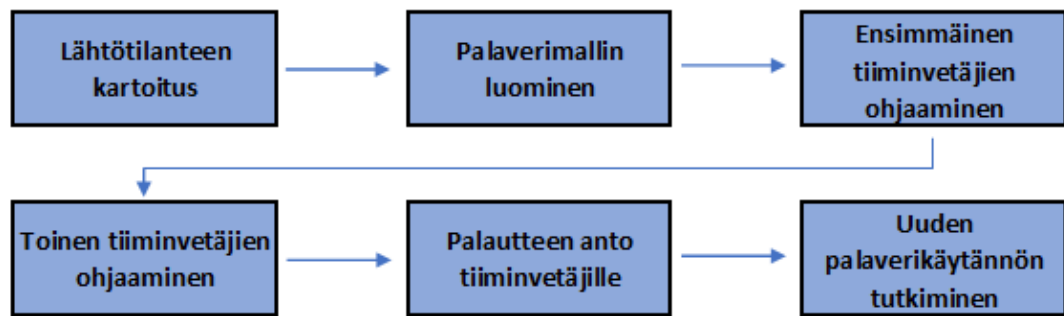 Lähtötilanteen
kartoitus
Palaverimallin
luominen
Ensimmäinen
tiiminvetäjien
ohjaaminen
Toinen tiiminvetäjien
ohjaaminen
Palautteen anto
tiiminvetäjille
Uuden
palaverikäytännön
tutkiminen